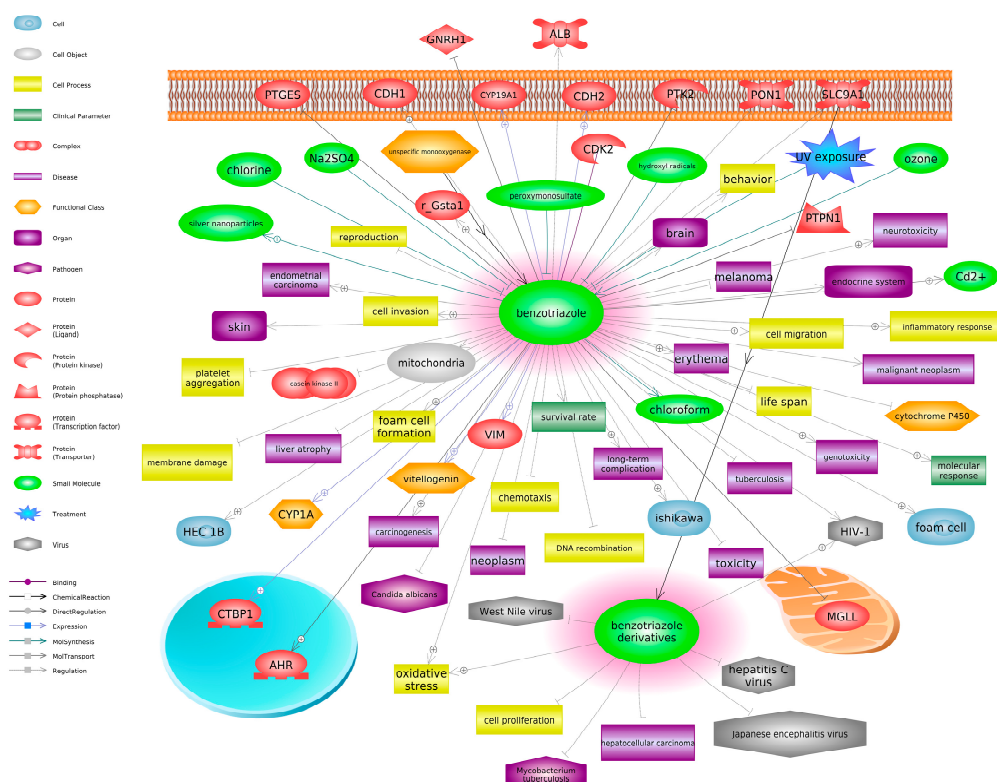 Cell
Cell Object
Cell Process
Clinical Parameter
Complex
Disease
Functional Class
Organ
Pathogen
Protein
Protein
(Ligand)
Protein
(Protein kinase)
Protein
(Protein phosphatase)
Protein
(Transcription factor)
Protein
(Transporter)
Small Molecule
Treatment
Virus
Binding
ChemicalReaction
DirectRegulation
Expression
MolSynthesis
MolTransport
Regulation
GNRH1
ALB
PTGES
CDH1
CYP19A1
CDH2
PTK2
PON1
SLC9A1
unspecific monooxygenase
CDK2
UV exposure
ozone
Na2SO4
chlorine
hydroxyl radicals
behavior
peroxymonosulfate
r_Gsta1
PTPN1
silver nanoparticles
reproduction
brain
neurotoxicity
endometrial
carcinoma
melanoma
endocrine system
Cd2+
cell invasion
benzotriazole
skin
cell migration
inflammatory response
mitochondria
erythema
malignant neoplasm
platelet
aggregation
casein kinase II
life span
chloroform
cytochrome P450
survival rate
foam cell
formation
VIM
liver atrophy
membrane damage
long-term
complication
genotoxicity
molecular
response
vitellogenin
tuberculosis
chemotaxis
CYP1A
HEC 1B
carcinogenesis
ishikawa
HIV-1
foam cell
DNA recombination
neoplasm
toxicity
Candida albicans
CTBP1
West Nile virus
benzotriazole
derivatives
MGLL
AHR
oxidative
stress
hepatitis C
virus
cell proliferation
Japanese encephalitis virus
hepatocellular carcinoma
Mycobacterium
tuberculosis